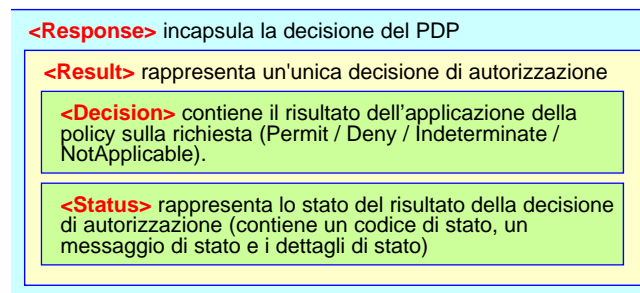 <Response> incapsula la decisione del PDP
<Result> rappresenta un'unica decisione di autorizzazione
<Decision> contiene il risultato dell'applicazione della
policy sulla richiesta (Permit / Deny / Indeterminate /
NotApplicable).
<Status> rappresenta lo stato del risultato della decisione
di autorizzazione (contiene un codice di stato, un
messaggio di stato e i dettagli di stato)